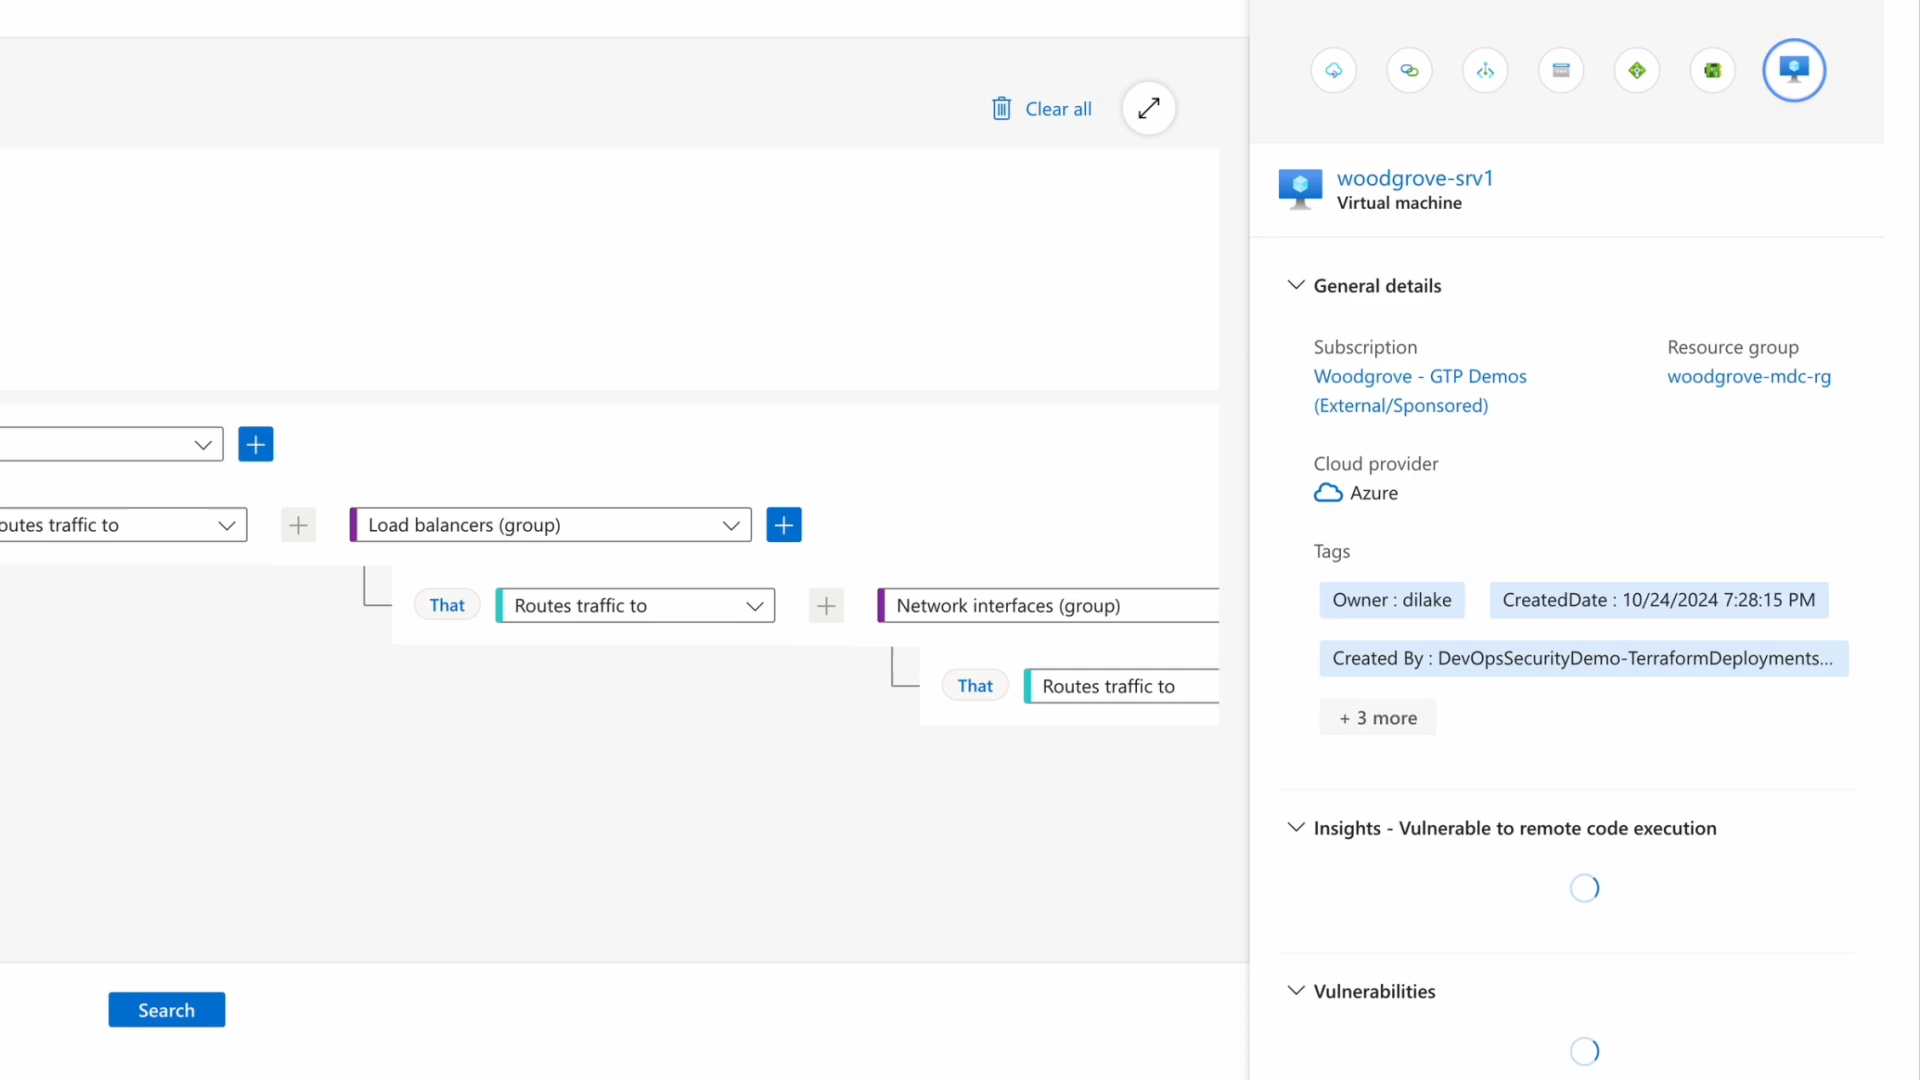 Clear all
outes traffic to
Load balancers (group)
That
Routes traffic to
Network interfaces (group)
That
Routes traffic to
Search
woodgrove-srv1
Virtual machine
General details
Subscription
Woodgrove - GTP Demos
(External/Sponsored)
Resource group
woodgrove-mdc-rg
Cloud provider
Azure
Tags
Owner : dilake
CreatedDate : 10/24/2024 7:28:15 PM
Created By : DevOpsSecurityDemo-TerraformDeployments...
+ 3 more
Insights - Vulnerable to remote code execution
Vulnerabilities